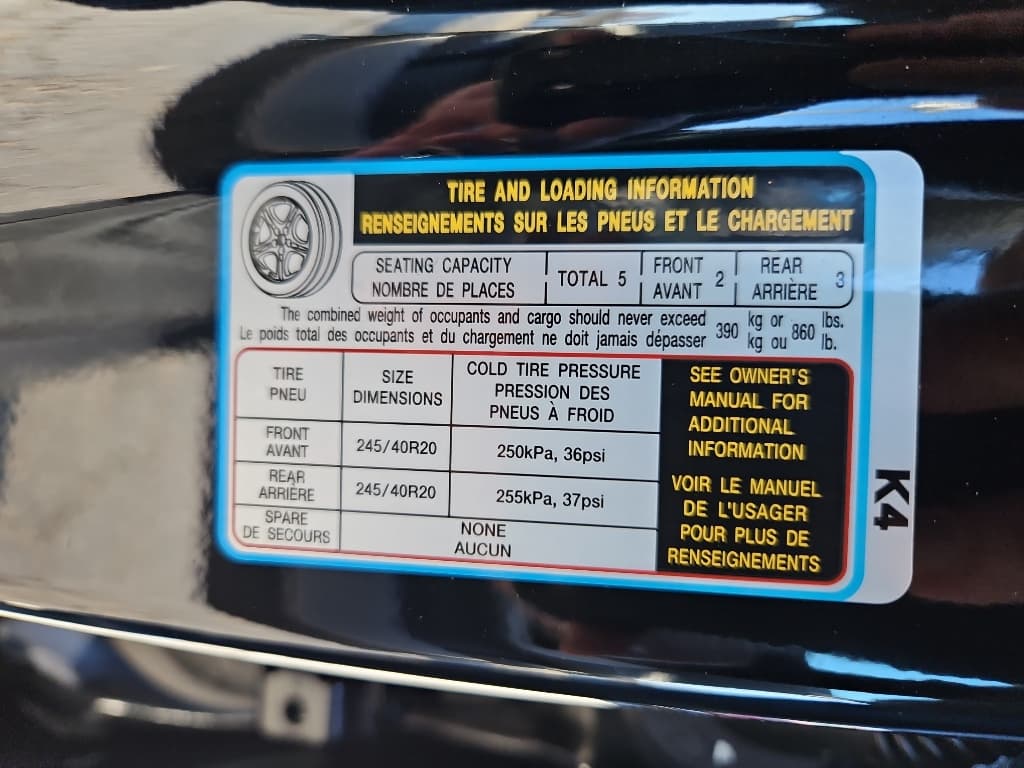 TIRE AND LOADING INFORMATION
RENSEIGNEMENTS SUR LES PNEUS ET LE CHARGEMENT
SEATING CAPACITY
NOMBRE DE PLACES
TOTAL 5
FRONT
AVANT 2
REAR
ARRIÈRE 3
The combined weight of occupants and cargo should never exceed 390 kg or 860 lbs.
Le poids total des occupants et du chargement ne doit jamais dépasser kg ou lb.
TIRE
PNEU
SIZE
DIMENSIONS
COLD TIRE PRESSURE
PRESSION DES
PNEUS À FROID
FRONT
AVANT
245/40R20
250kPa, 36psi
REAR
ARRIÈRE
245/40R20
255kPa, 37psi
SPARE
DE SECOURS
NONE
AUCUN
SEE OWNER'S
MANUAL FOR
ADDITIONAL
INFORMATION
VOIR LE MANUEL
DE L'USAGER
POUR PLUS DE
RENSEIGNEMENTS
K4